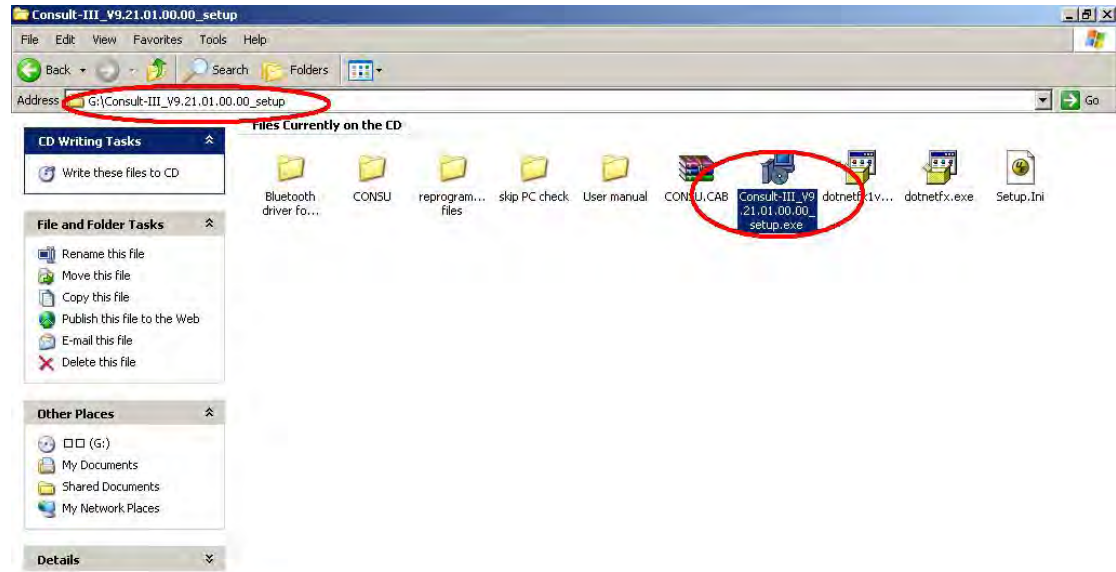 Consult-III_V9.21.01.00.00_setup
File Edit View Favorites Tools Help
Back Search Folders
Address G:\Consult-III_V9.21.01.00.00_setup Go
CD Writing Tasks
Write these files to CD
File and Folder Tasks
Rename this file
Move this file
Copy this file
Publish this file to the Web
E-mail this file
Delete this file
Other Places
□□ (G:)
My Documents
Shared Documents
My Network Places
Details
Files Currently on the CD
Bluetooth
driver fo...
CONSU
reprogram...
files
skip PC check
User manual
CONSU.CAB
Consult-III_V9
.21.01.00.00_
setup.exe
dotnetfx1v...
dotnetfx.exe
Setup.Ini